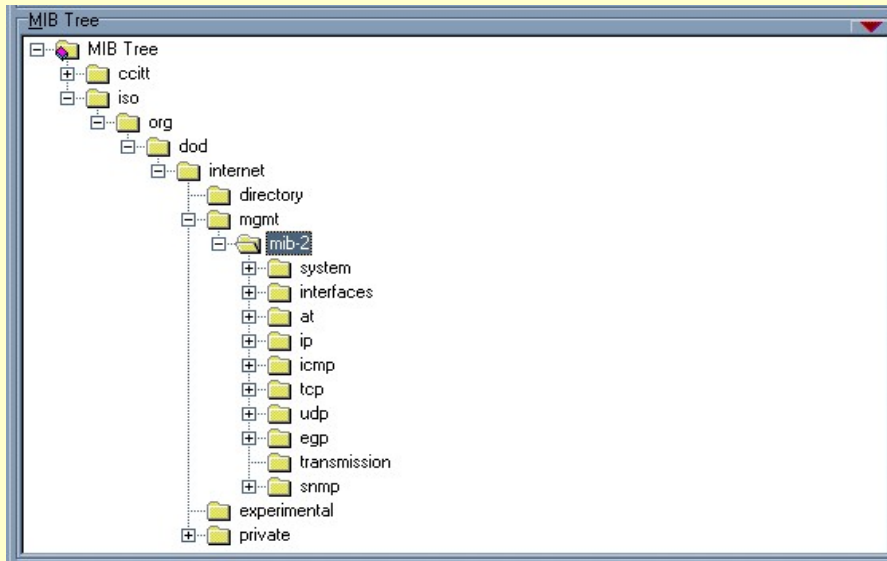 MIB Tree
MIB Tree
ccitt
iso
org
dod
internet
directory
mgmt
mib-2
system
interfaces
at
ip
icmp
tcp
udp
egp
transmission
snmp
experimental
private